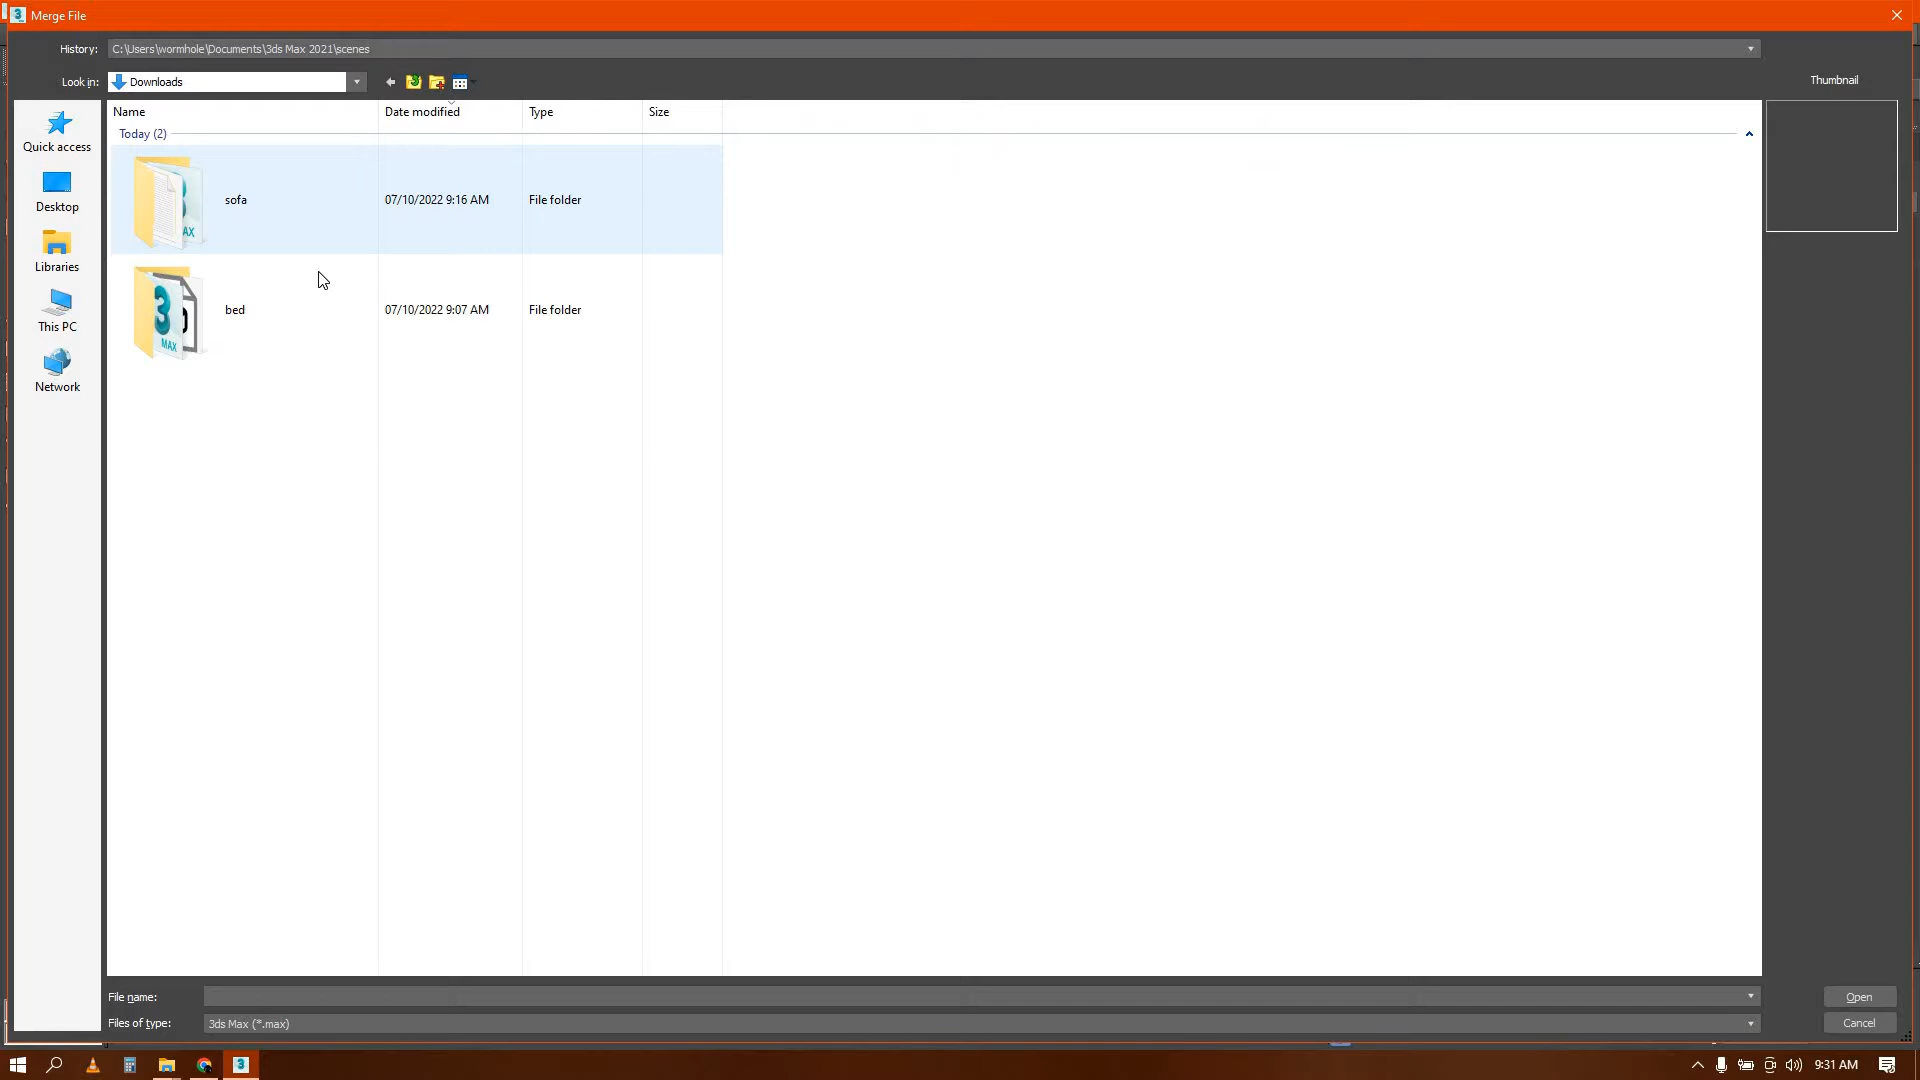 Merge File
History: C:\Users\wormhole\Documents\3ds Max 2021\scenes
Look in: Downloads
Thumbnail
Name Date modified Type Size
Today (2)
sofa 07/10/2022 9:16 AM File folder
bed 07/10/2022 9:07 AM File folder
Quick access
Desktop
Libraries
This PC
Network
File name:
Open
Files of type: 3ds Max (*.max)
Cancel
9:31 AM